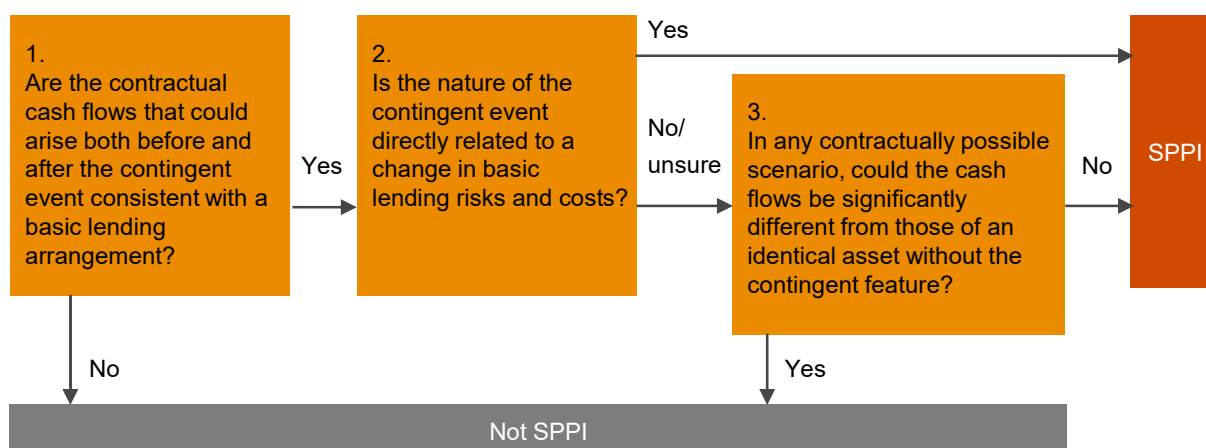 1.
Are the contractual
cash flows that could
arise both before and
after the contingent
event consistent with a
basic lending
arrangement?
Yes
No
2.
Is the nature of the
contingent event
directly related to a
change in basic
lending risks and costs?
Yes
No/
unsure
3.
In any contractually possible
scenario, could the cash
flows be significantly
different from those of an
identical asset without the
contingent feature?
No
Yes
SPPI
Not SPPI